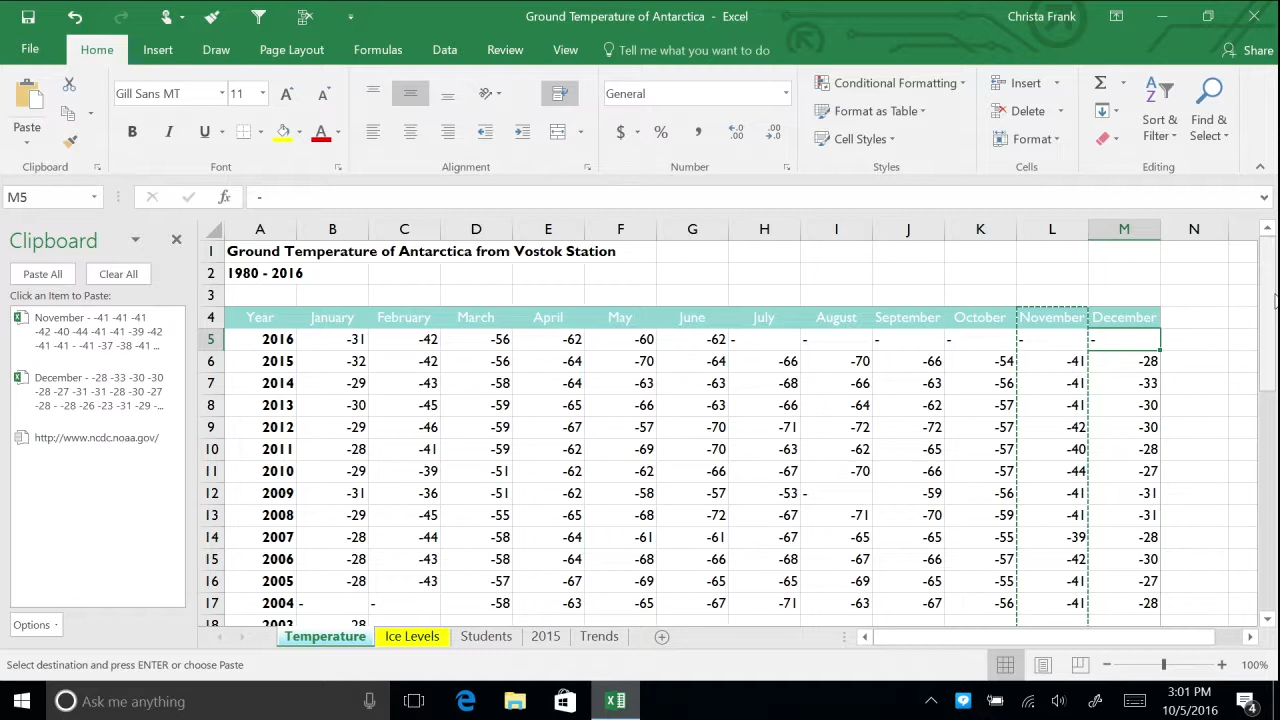 Ground Temperature of Antarctica - Excel
Christa Frank
File
Home
Insert
Draw
Page Layout
Formulas
Data
Review
View
Tell me what you want to do
Share
Paste
Clipboard
Gill Sans MT
11
B I U
Font
Alignment
General
$ % ,
Number
Conditional Formatting
Format as Table
Cell Styles
Styles
Insert
Delete
Format
Cells
Sort & Filter
Find & Select
Editing
M5
fx
-
Clipboard
Paste All
Clear All
Click an Item to Paste:
November - -41 -41 -41
-42 -40 -44 -41 -41 -39 -42
-41 -41 - -41 -37 -38 -41 ...
December - -28 -33 -30 -30
-28 -27 -31 -31 -28 -30 -27
-28 - -28 -26 -23 -31 -29 -...
http://www.ncdc.noaa.gov/
Options
A B C D E F G H I J K L M N
1 Ground Temperature of Antarctica from Vostok Station
2 1980 - 2016
3
4 Year January February March April May June July August September October November December
5 2016 -31 -42 -56 -62 -60 -62 - - - - - -
6 2015 -32 -42 -56 -64 -70 -64 -66 -70 -66 -54 -41 -28
7 2014 -29 -43 -58 -64 -63 -63 -68 -66 -63 -56 -41 -33
8 2013 -30 -45 -59 -65 -66 -63 -66 -64 -62 -57 -41 -30
9 2012 -29 -46 -59 -67 -57 -70 -71 -72 -72 -57 -42 -30
10 2011 -28 -41 -59 -62 -69 -70 -63 -62 -65 -57 -40 -28
11 2010 -29 -39 -51 -62 -62 -66 -67 -70 -66 -57 -44 -27
12 2009 -31 -36 -51 -62 -58 -57 -53 - -59 -56 -41 -31
13 2008 -29 -45 -55 -65 -68 -72 -67 -71 -70 -59 -41 -31
14 2007 -28 -44 -58 -64 -61 -61 -67 -65 -65 -55 -39 -28
15 2006 -28 -43 -58 -64 -68 -66 -68 -67 -66 -55 -42 -30
16 2005 -28 -43 -57 -67 -69 -65 -65 -69 -65 -55 -41 -27
17 2004 - - -58 -63 -65 -67 -71 -63 -67 -56 -41 -28
18 2003 -28
Temperature
Ice Levels
Students
2015
Trends
Select destination and press ENTER or choose Paste
100%
Ask me anything
3:01 PM
10/5/2016
4